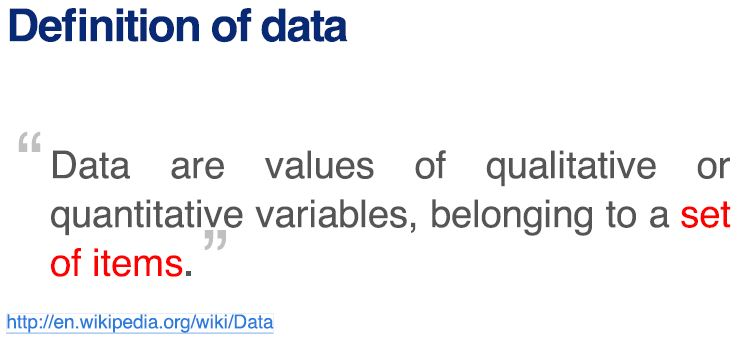 Definition of data
“Data are values of qualitative or
quantitative variables, belonging to a set
of items.”
http://en.wikipedia.org/wiki/Data